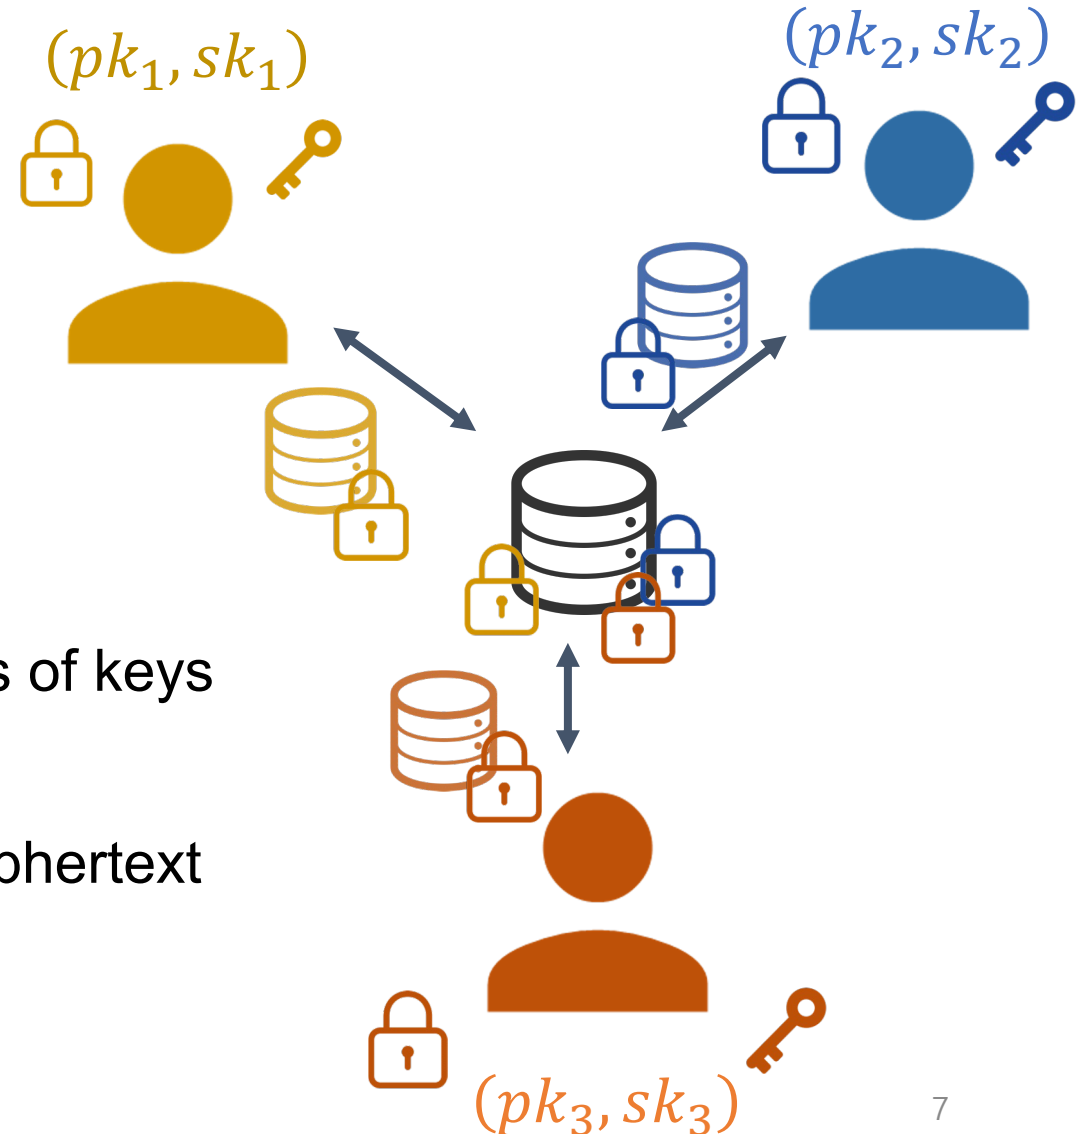 (pk₁, sk₁)
(pk₂, sk₂)
s of keys
phertext
(pk₃, sk₃)
7